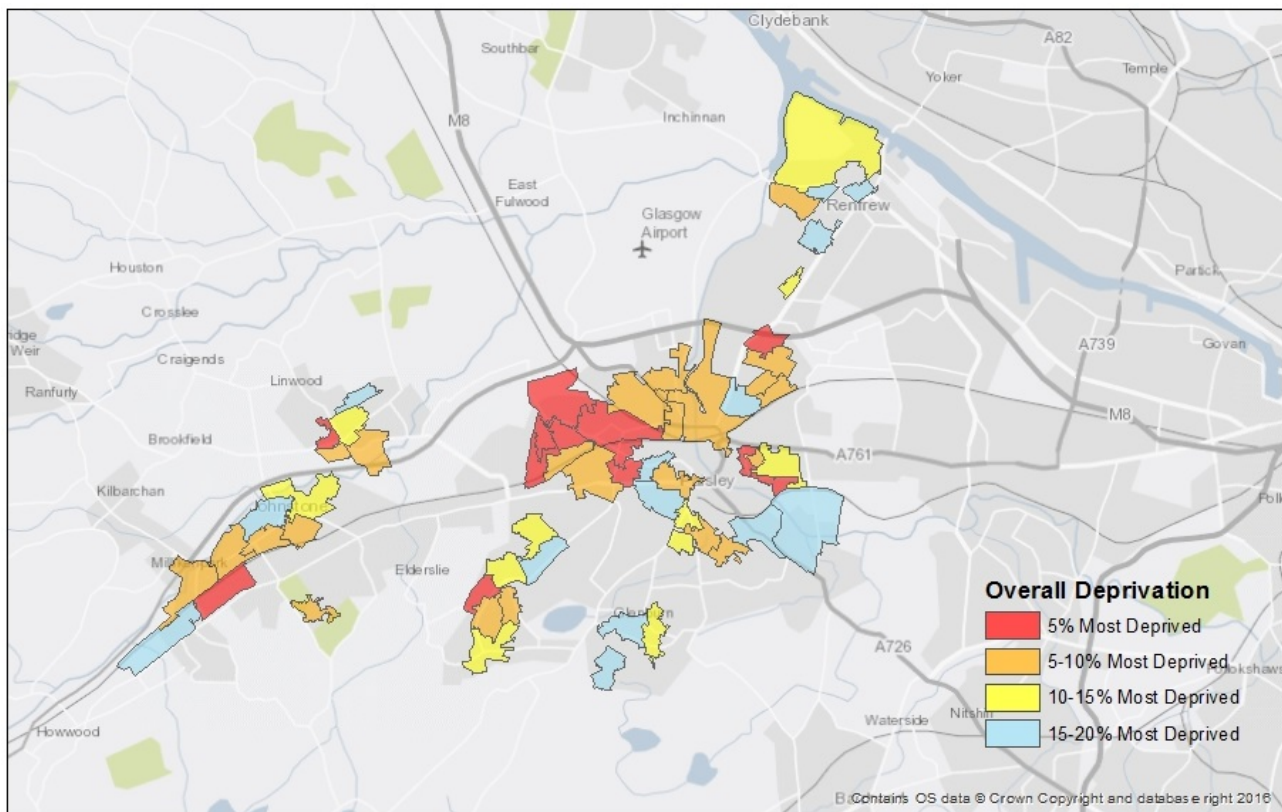 Clydebank
Southbar
A82
Temple
Yoker
M8
Inchinnan
East
Fulwood
Renfrew
Glasgow
Airport
Houston
Partick
Crosslee
Govan
A739
Craigends
Weir
Linwood
Ranfurly
M8
Brookfield
A761
Kilbarchan
Johnstone
Elderslie
Glenburn
Overall Deprivation
5% Most Deprived
5-10% Most Deprived
10-15% Most Deprived
15-20% Most Deprived
A726
Howwood
Waterside
Contains OS data © Crown Copyright and database right 2016